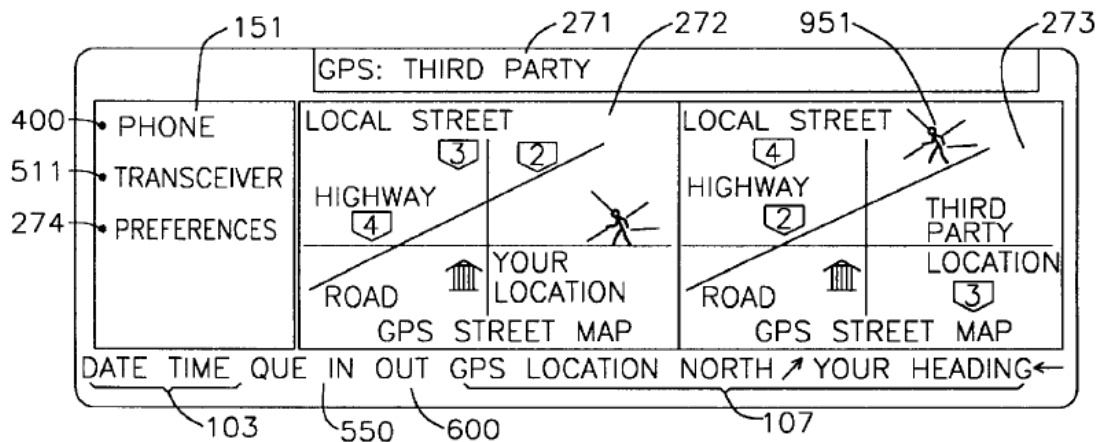 151 271 272 951 273
GPS: THIRD PARTY
400 PHONE
511 TRANSCEIVER
274 PREFERENCES
LOCAL STREET
3 2
HIGHWAY
4
YOUR
LOCATION
ROAD
GPS STREET MAP
LOCAL STREET
4
HIGHWAY
2
THIRD
PARTY
LOCATION
3
ROAD
GPS STREET MAP
DATE TIME QUE IN OUT GPS LOCATION NORTH ↗ YOUR HEADING ←
103 550 600 107